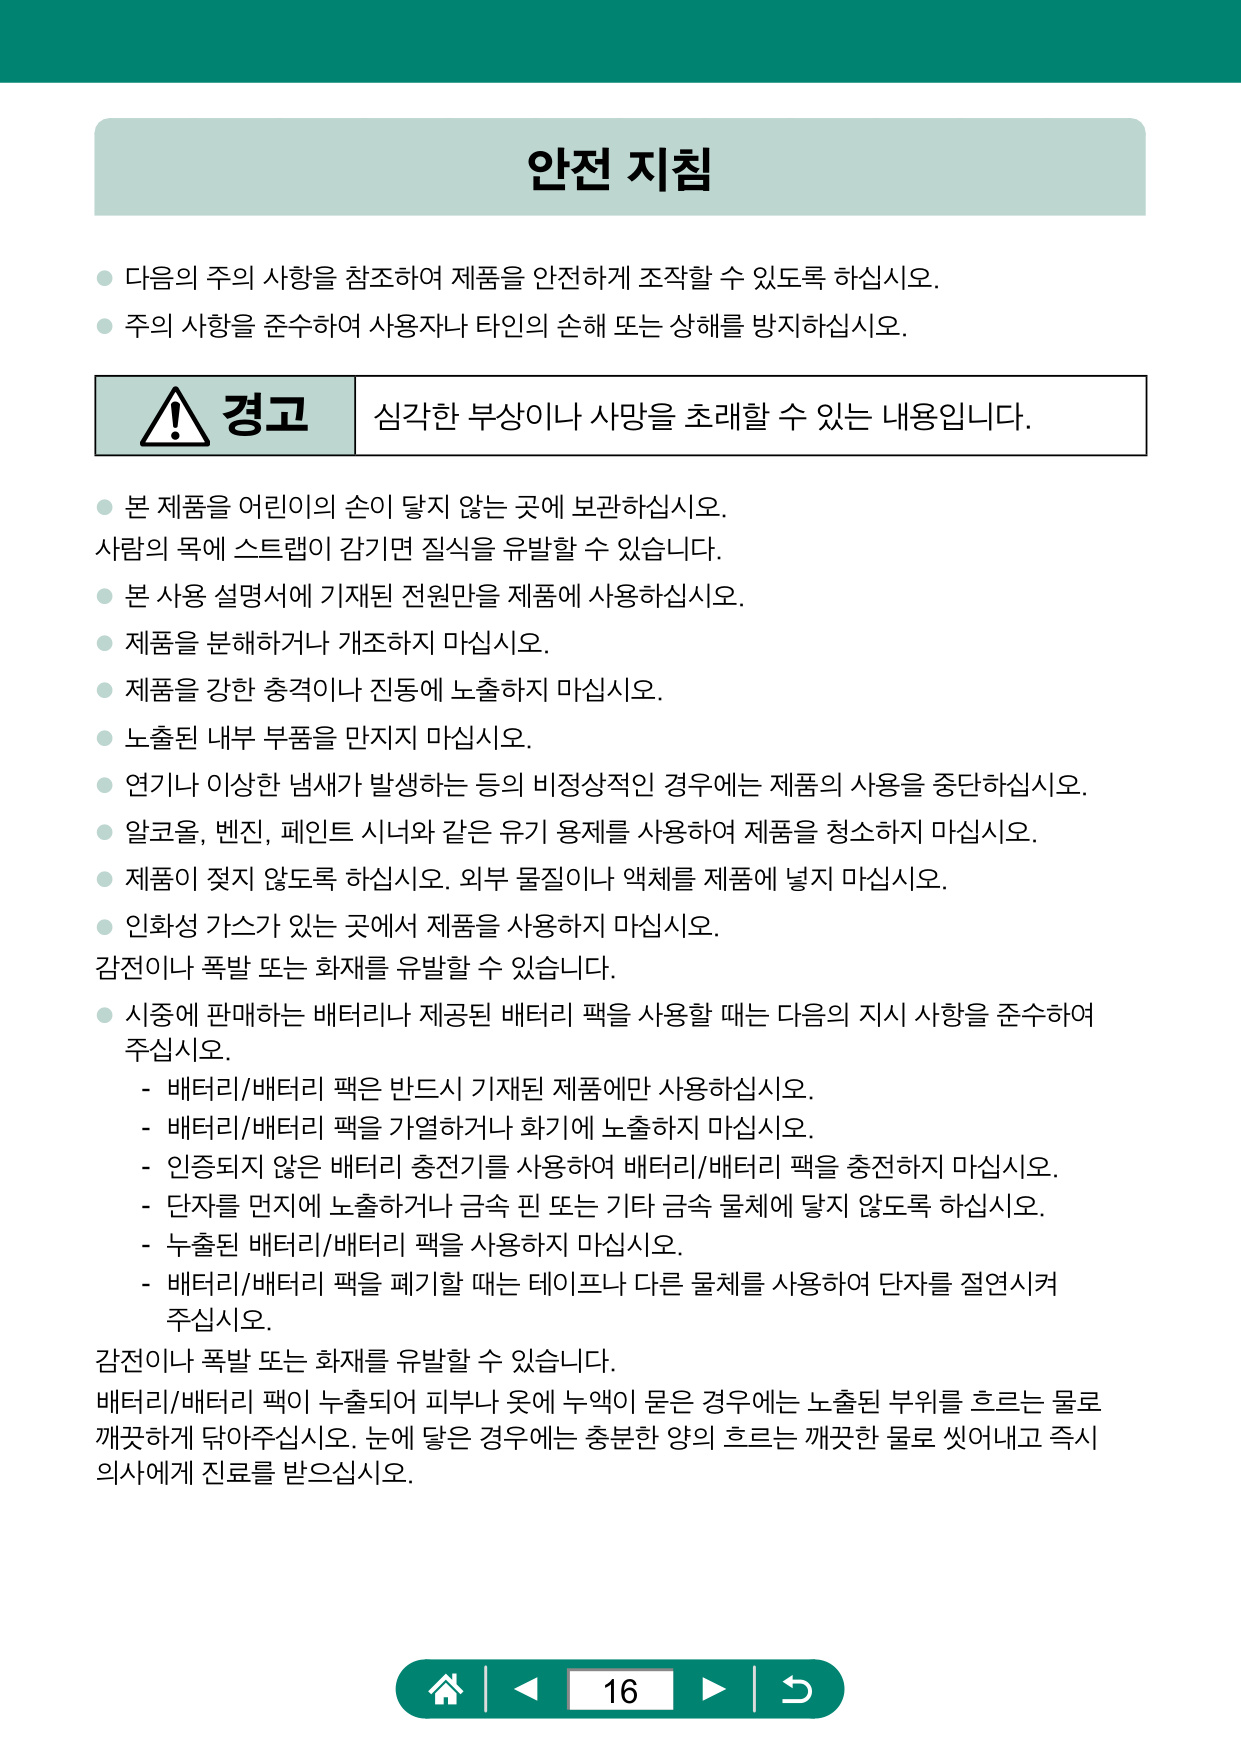 안전 지침
● 다음의 주의 사항을 참조하여 제품을 안전하게 조작할 수 있도록 하십시오.
● 주의 사항을 준수하여 사용자나 타인의 손해 또는 상해를 방지하십시오.
경고
심각한 부상이나 사망을 초래할 수 있는 내용입니다.
● 본 제품을 어린이의 손이 닿지 않는 곳에 보관하십시오.
사람의 목에 스트랩이 감기면 질식을 유발할 수 있습니다.
● 본 사용 설명서에 기재된 전원만을 제품에 사용하십시오.
● 제품을 분해하거나 개조하지 마십시오.
● 제품을 강한 충격이나 진동에 노출하지 마십시오.
● 노출된 내부 부품을 만지지 마십시오.
● 연기나 이상한 냄새가 발생하는 등의 비정상적인 경우에는 제품의 사용을 중단하십시오.
● 알코올, 벤진, 페인트 시너와 같은 유기 용제를 사용하여 제품을 청소하지 마십시오.
● 제품이 젖지 않도록 하십시오. 외부 물질이나 액체를 제품에 넣지 마십시오.
● 인화성 가스가 있는 곳에서 제품을 사용하지 마십시오.
감전이나 폭발 또는 화재를 유발할 수 있습니다.
● 시중에 판매하는 배터리나 제공된 배터리 팩을 사용할 때는 다음의 지시 사항을 준수하여
주십시오.
- 배터리/배터리 팩은 반드시 기재된 제품에만 사용하십시오.
- 배터리/배터리 팩을 가열하거나 화기에 노출하지 마십시오.
- 인증되지 않은 배터리 충전기를 사용하여 배터리/배터리 팩을 충전하지 마십시오.
- 단자를 먼지에 노출하거나 금속 핀 또는 기타 금속 물체에 닿지 않도록 하십시오.
- 누출된 배터리/배터리 팩을 사용하지 마십시오.
- 배터리/배터리 팩을 폐기할 때는 테이프나 다른 물체를 사용하여 단자를 절연시켜
주십시오.
감전이나 폭발 또는 화재를 유발할 수 있습니다.
배터리/배터리 팩이 누출되어 피부나 옷에 누액이 묻은 경우에는 노출된 부위를 흐르는 물로
깨끗하게 닦아주십시오. 눈에 닿은 경우에는 충분한 양의 흐르는 깨끗한 물로 씻어내고 즉시
의사에게 진료를 받으십시오.
16